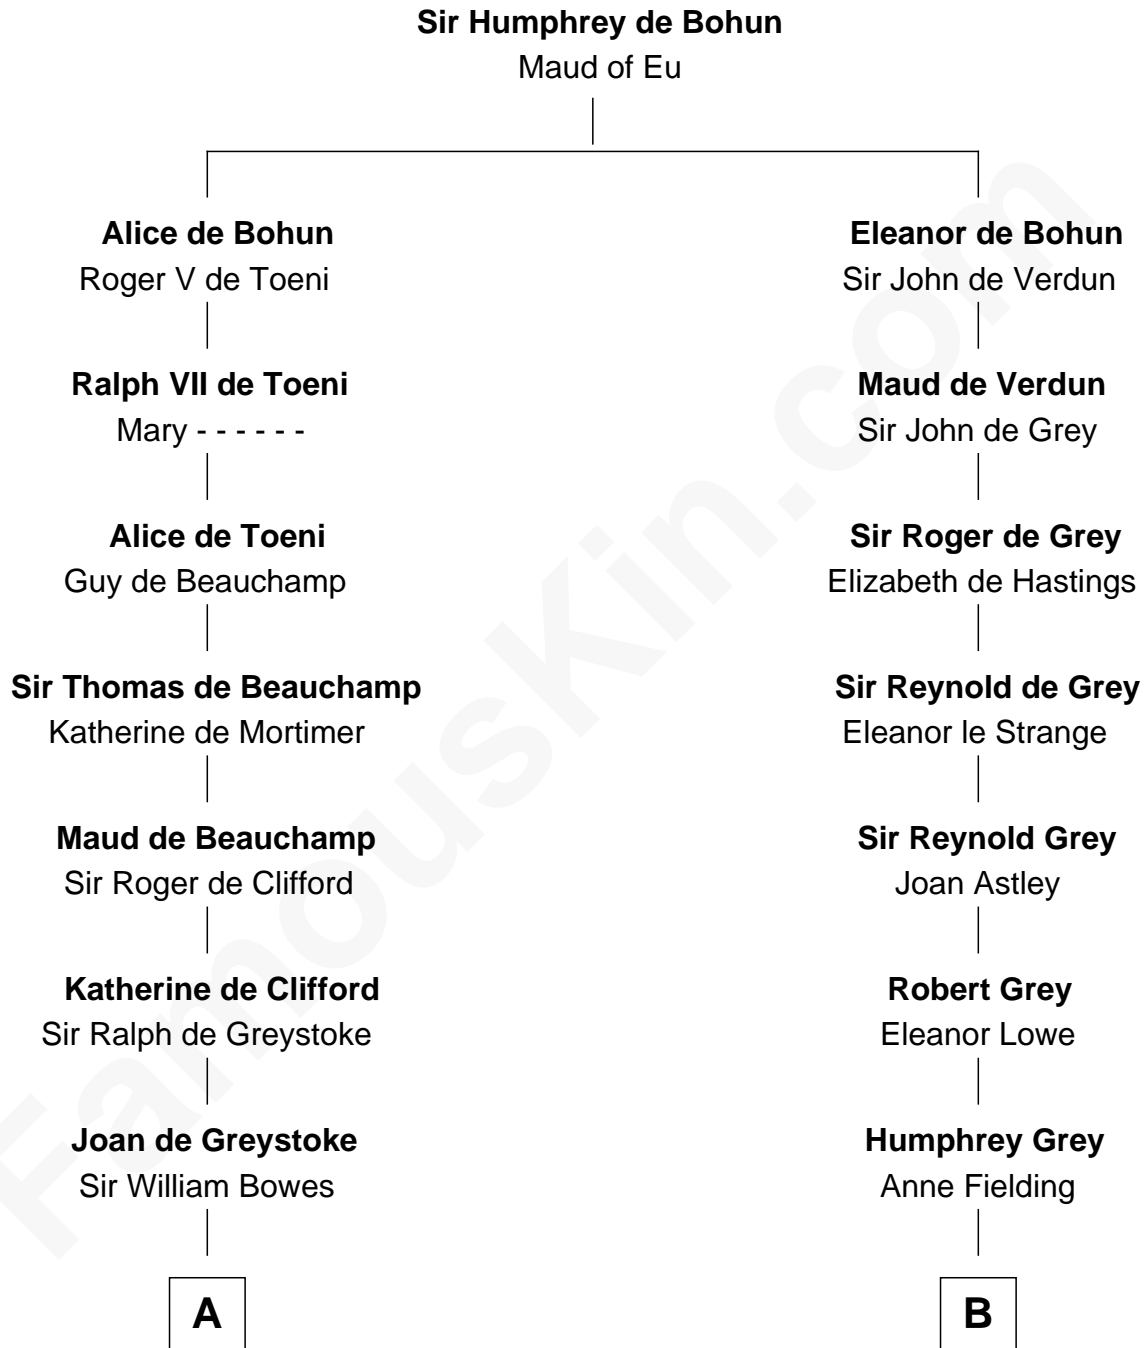 Sir Humphrey de Bohun
Maud of Eu
Alice de Bohun
Roger V de Toeni
Ralph VII de Toeni
Mary - - - - - -
Alice de Toeni
Guy de Beauchamp
Sir Thomas de Beauchamp
Katherine de Mortimer
Maud de Beauchamp
Sir Roger de Clifford
Katherine de Clifford
Sir Ralph de Greystoke
Joan de Greystoke
Sir William Bowes
A
Eleanor de Bohun
Sir John de Verdun
Maud de Verdun
Sir John de Grey
Sir Roger de Grey
Elizabeth de Hastings
Sir Reynold de Grey
Eleanor le Strange
Sir Reynold Grey
Joan Astley
Robert Grey
Eleanor Lowe
Humphrey Grey
Anne Fielding
B
FamousKin.com